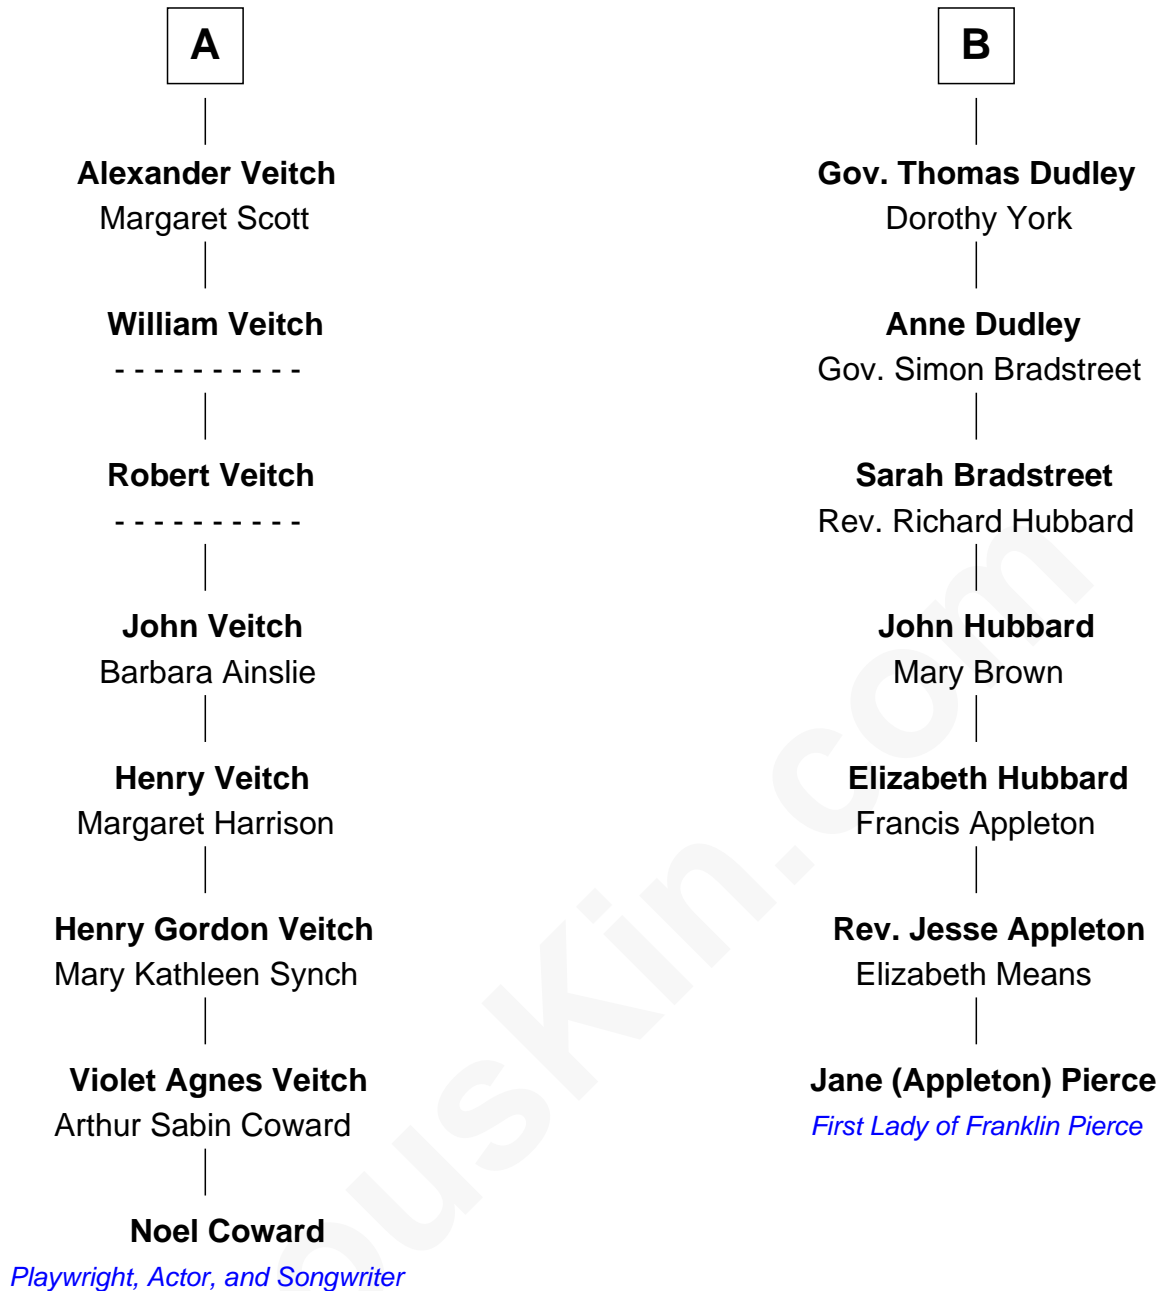 A
Alexander Veitch
Margaret Scott
William Veitch
- - - - - - - - - -
Robert Veitch
- - - - - - - - - -
John Veitch
Barbara Ainslie
Henry Veitch
Margaret Harrison
Henry Gordon Veitch
Mary Kathleen Synch
Violet Agnes Veitch
Arthur Sabin Coward
Noel Coward
Playwright, Actor, and Songwriter
B
Gov. Thomas Dudley
Dorothy York
Anne Dudley
Gov. Simon Bradstreet
Sarah Bradstreet
Rev. Richard Hubbard
John Hubbard
Mary Brown
Elizabeth Hubbard
Francis Appleton
Rev. Jesse Appleton
Elizabeth Means
Jane (Appleton) Pierce
First Lady of Franklin Pierce
ousKin.com